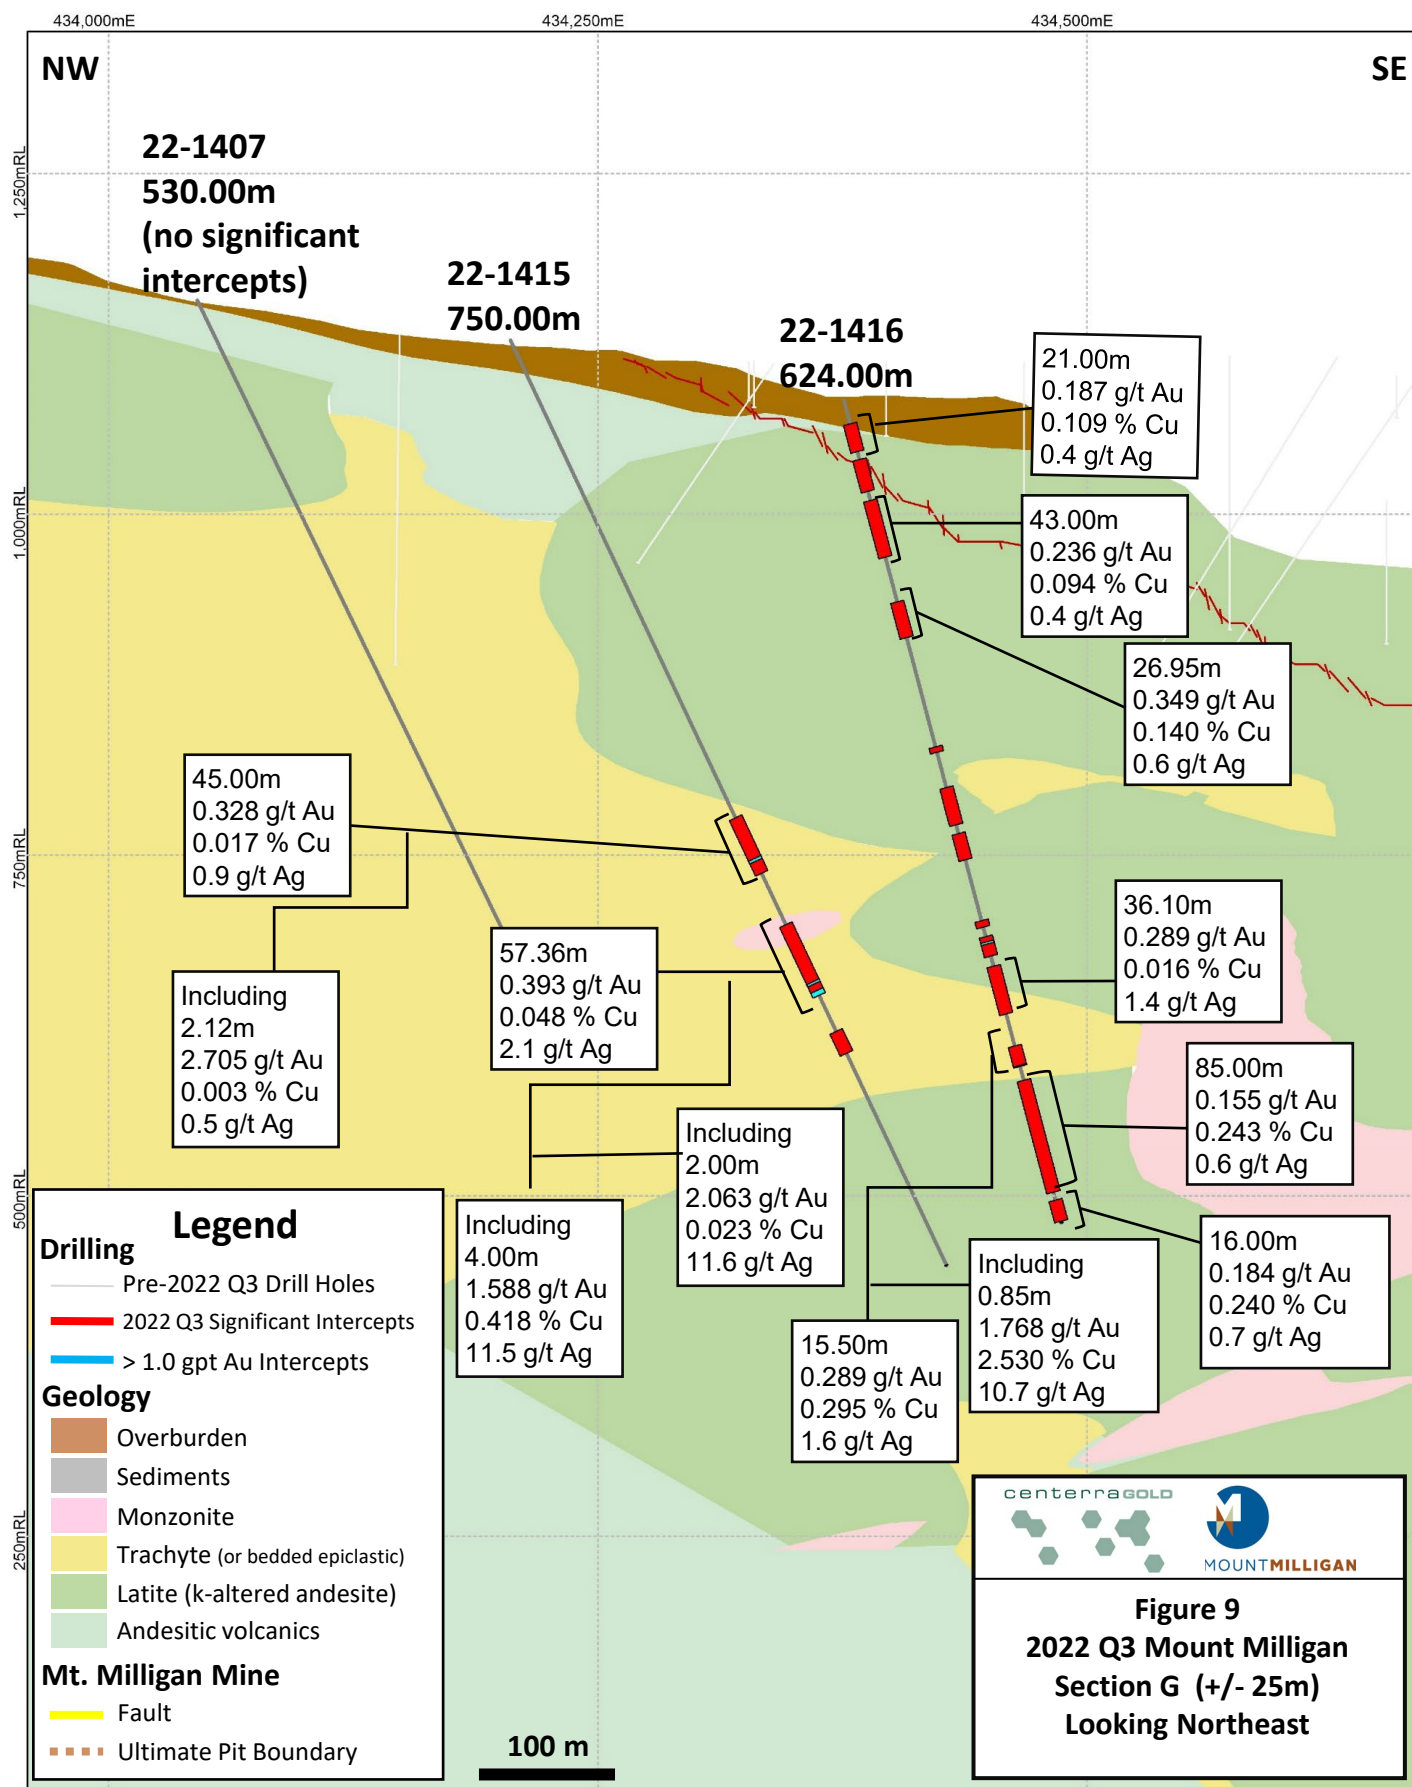 434,000mE
434,250mE
434,500mE
NW
SE
1,250mRL
1,000mRL
750mRL
500mRL
250mRL
22-1407
530.00m
(no significant
intercepts)
22-1415
750.00m
22-1416
624.00m
21.00m
0.187 g/t Au
0.109 % Cu
0.4 g/t Ag
43.00m
0.236 g/t Au
0.094 % Cu
0.4 g/t Ag
26.95m
0.349 g/t Au
0.140 % Cu
0.6 g/t Ag
45.00m
0.328 g/t Au
0.017 % Cu
0.9 g/t Ag
36.10m
0.289 g/t Au
0.016 % Cu
1.4 g/t Ag
57.36m
0.393 g/t Au
0.048 % Cu
2.1 g/t Ag
Including
2.12m
2.705 g/t Au
0.003 % Cu
0.5 g/t Ag
85.00m
0.155 g/t Au
0.243 % Cu
0.6 g/t Ag
Including
2.00m
2.063 g/t Au
0.023 % Cu
11.6 g/t Ag
Including
4.00m
1.588 g/t Au
0.418 % Cu
11.5 g/t Ag
16.00m
0.184 g/t Au
0.240 % Cu
0.7 g/t Ag
Including
0.85m
1.768 g/t Au
2.530 % Cu
10.7 g/t Ag
15.50m
0.289 g/t Au
0.295 % Cu
1.6 g/t Ag
Legend
Drilling
Pre-2022 Q3 Drill Holes
2022 Q3 Significant Intercepts
> 1.0 gpt Au Intercepts
Geology
Overburden
Sediments
Monzonite
Trachyte (or bedded epiclastic)
Latite (k-altered andesite)
Andesitic volcanics
Mt. Milligan Mine
Fault
Ultimate Pit Boundary
100 m
centerraGOLD
MOUNTMILLIGAN
Figure 9
2022 Q3 Mount Milligan
Section G (+/- 25m)
Looking Northeast